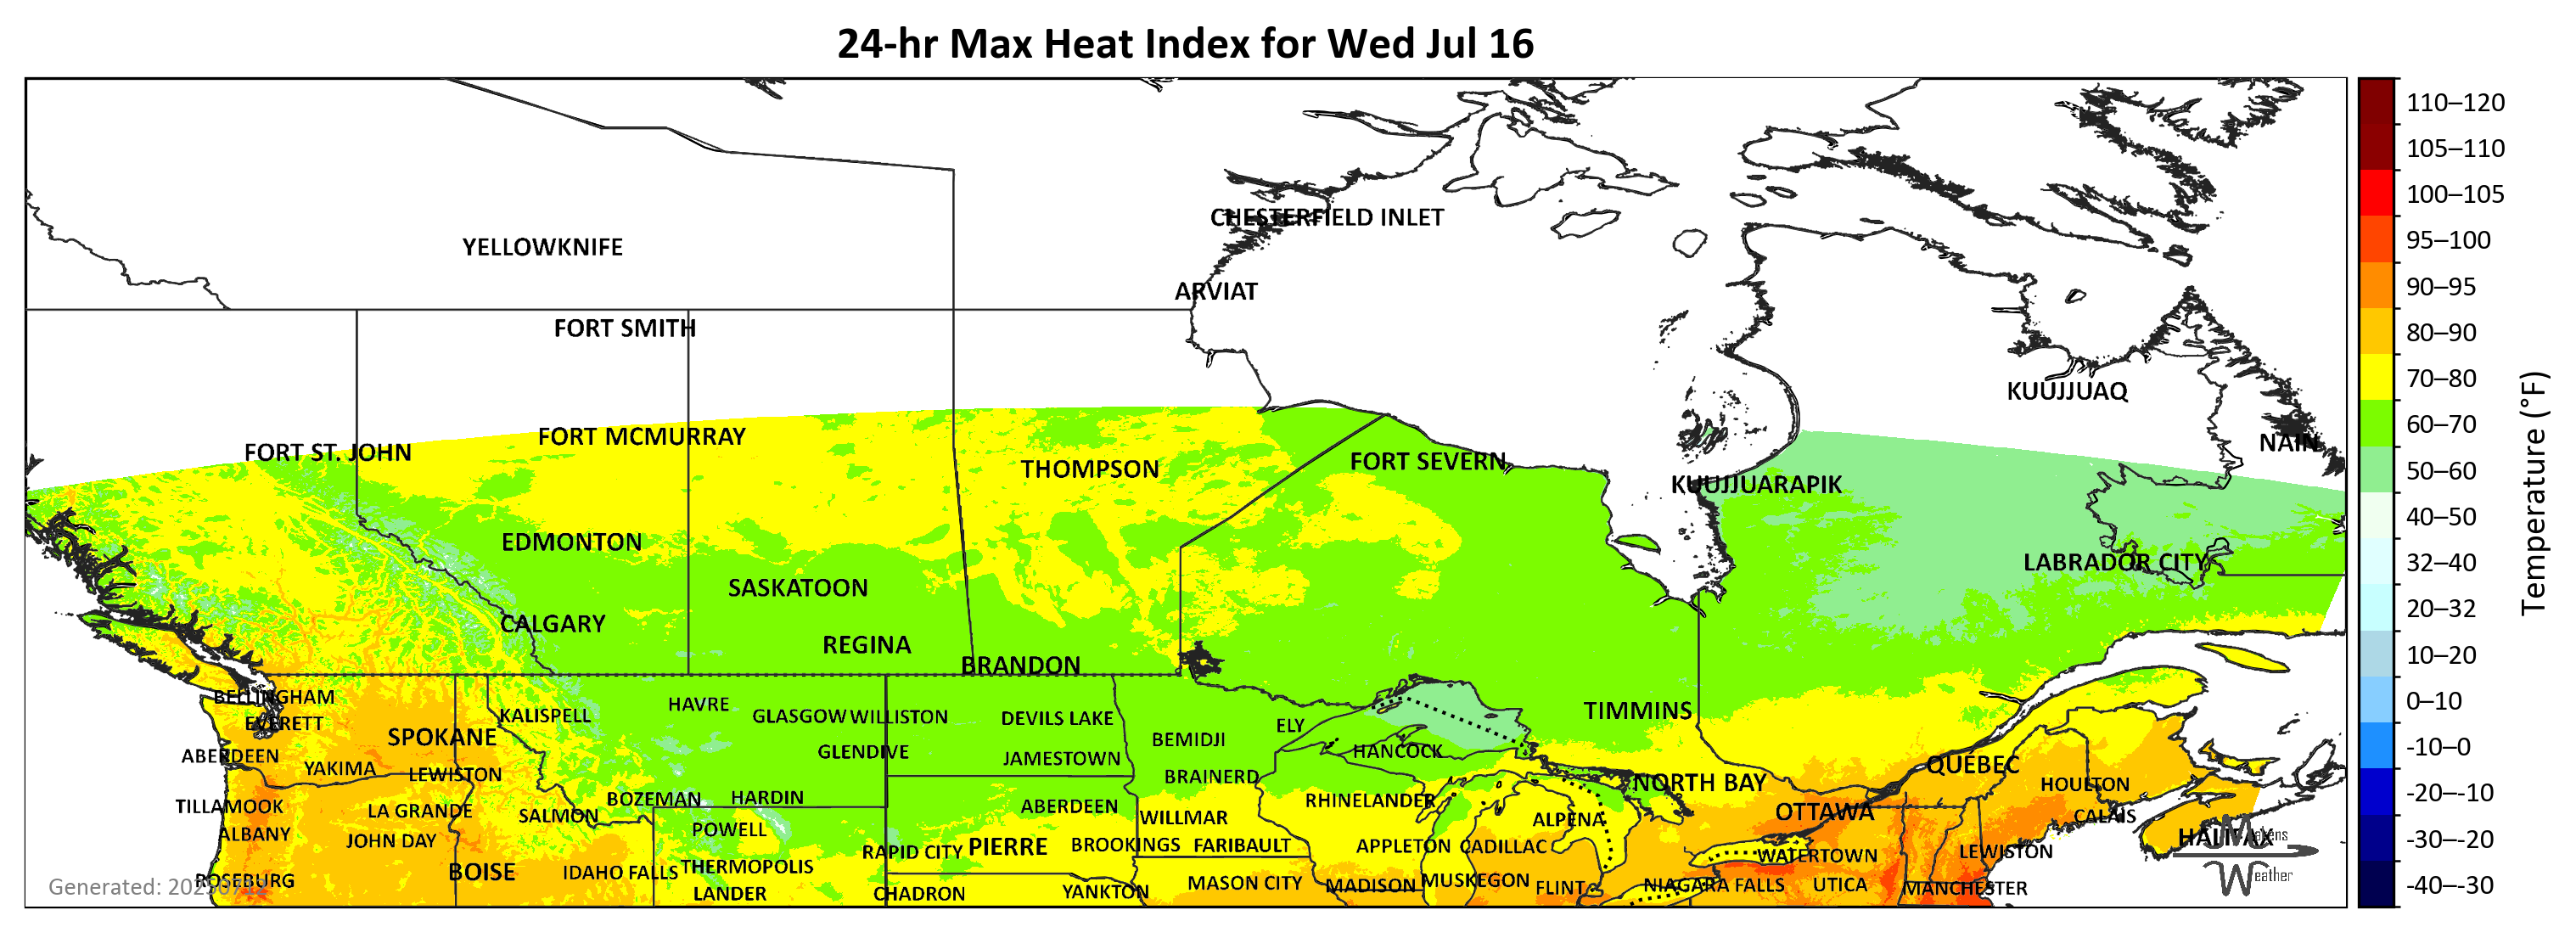 24-hr Max Heat Index for Wed Jul 16
CHESTERFIELD INLET
YELLOWKNIFE
ARVIAT
FORT SMITH
KUUJJUAQ
FORT MCMURRAY
NAIN
FORT ST. JOHN
FORT SEVERN
THOMPSON
KUUJJUARAPIK
EDMONTON
LABRADOR CITY
SASKATOON
CALGARY
REGINA
BRANDON
BELLINGHAM
HAVRE
TIMMINS
KALISPELL
GLASGOW WILLISTON
DEVILS LAKE
EVERETT
ELY
SPOKANE
BEMIDJI
ABERDEEN
GLENDIVE
HANCOCK
JAMESTOWN
QUÉBEC
YAKIMA
LEWISTON
BRAINERD
NORTH BAY
HOULTON
BOZEMAN
HARDIN
RHINELANDER
TILLAMOOK
LA GRANDE
ABERDEEN
OTTAWA
SALMON
WILLMAR
ALPENA
CALAIS
ALBANY
POWELL
HALIFAX
JOHN DAY
RAPID CITY
PIERRE
BROOKINGS
FARIBAULT
APPLETON
CADILLAC
WATERTOWN
LEWISTON
BOISE
IDAHO FALLS
THERMOPOLIS
ROSEBURG
MASON CITY
MADISON
MUSKEGON
FLINT
NIAGARA FALLS
UTICA
MANCHESTER
LANDER
CHADRON
YANKTON
Weather
110–120
105–110
100–105
95–100
90–95
80–90
70–80
60–70
50–60
40–50
32–40
20–32
10–20
0–10
-10–0
-20–-10
-30–-20
-40–-30
Temperature (°F)
Generated: